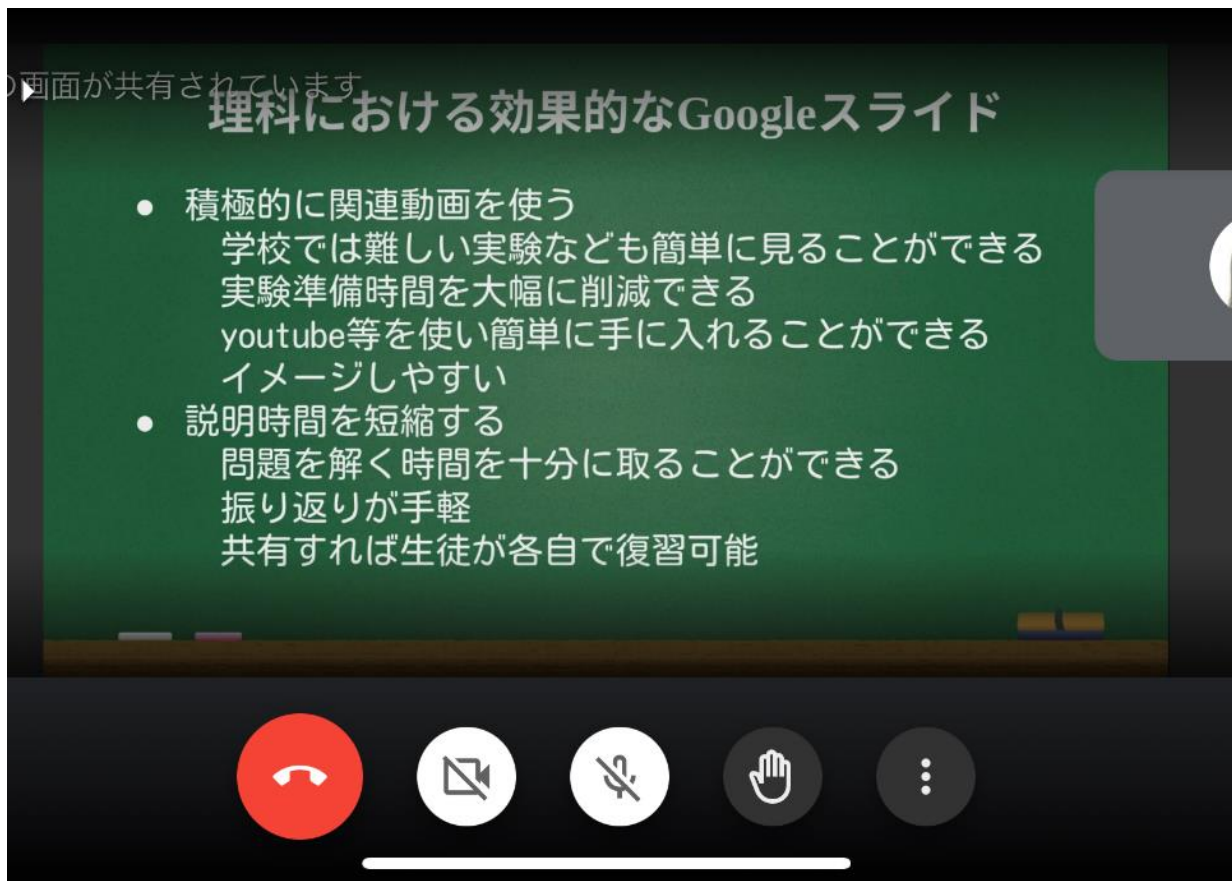 の画面が共有されています
理科における効果的なGoogleスライド
● 積極的に関連動画を使う
学校では難しい実験なども簡単に見ることができる
実験準備時間を大幅に削減できる
youtube等を使い簡単に手に入れることができる
イメージしやすい
● 説明時間を短縮する
問題を解く時間を十分に取ることができる
振り返りが手軽
共有すれば生徒が各自で復習可能